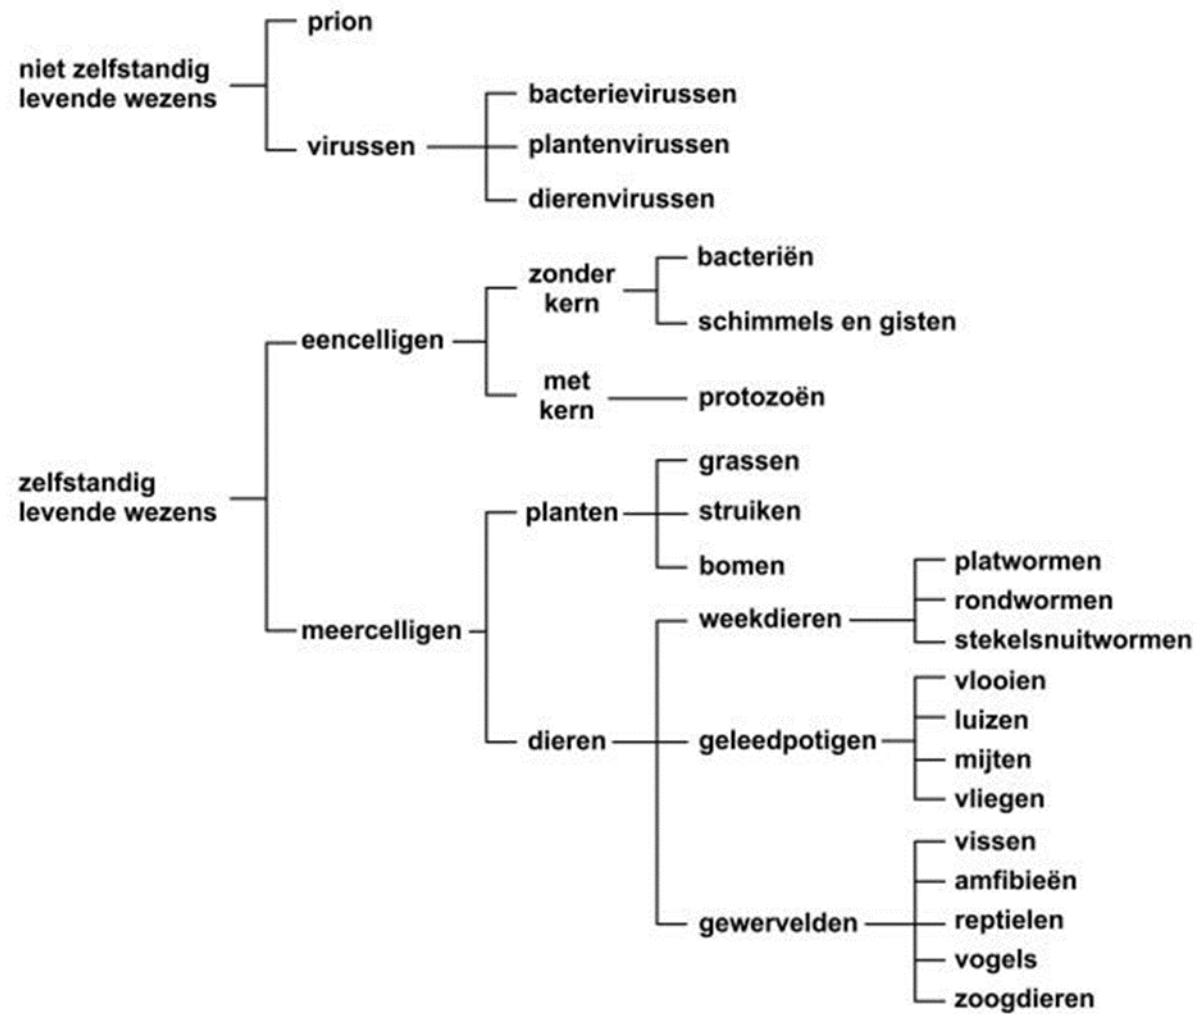 prion
niet zelfstandig
levende wezens
virussen
bacterievirussen
plantenvirussen
dierenvirussen
zelfstandig
levende wezens
eencelligen
zonder
kern
bacteriën
schimmels en gisten
met
kern
protozoën
meercelligen
planten
grassen
struiken
bomen
dieren
weekdieren
platwormen
rondwormen
stekelsnuitwormen
geleedpotigen
vlooien
luizen
mijten
vliegen
gewervelden
vissen
amfibieën
reptielen
vogels
zoogdieren